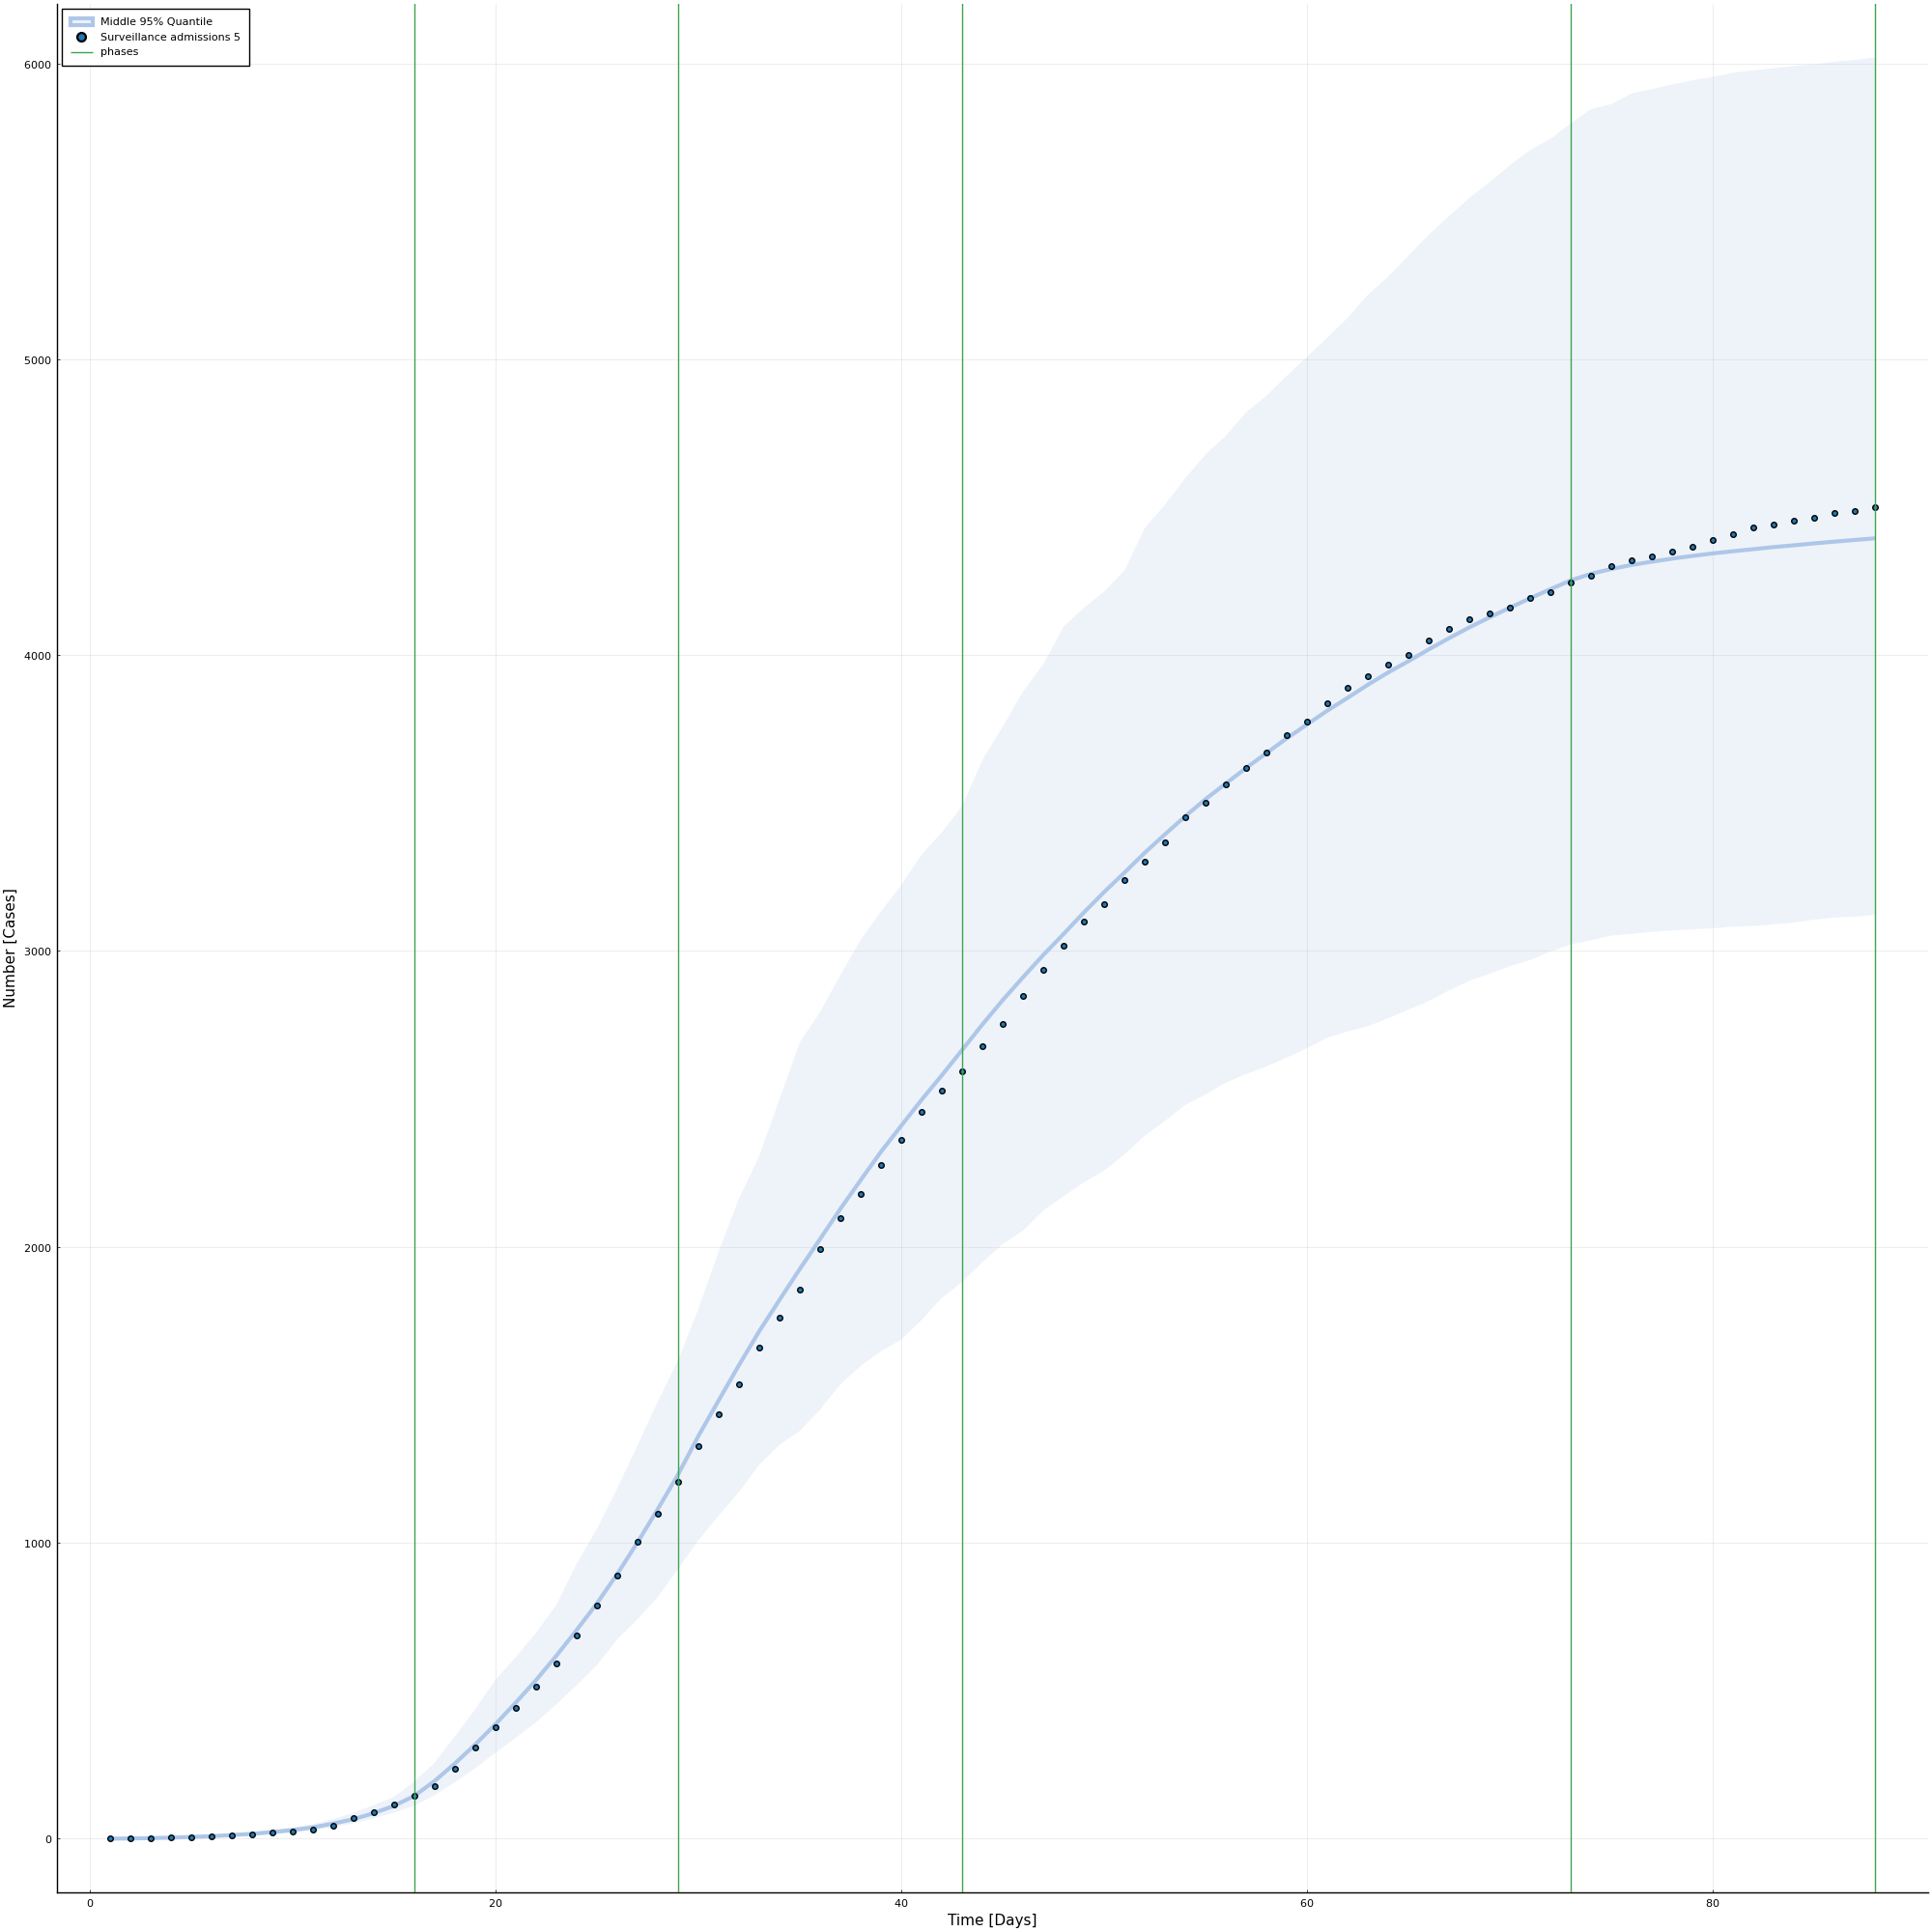 Middle 95% Quantile
Surveillance admissions 5
phases
6000
5000
4000
3000
2000
1000
0
Number [Cases]
0 20 40 60 80
Time [Days]